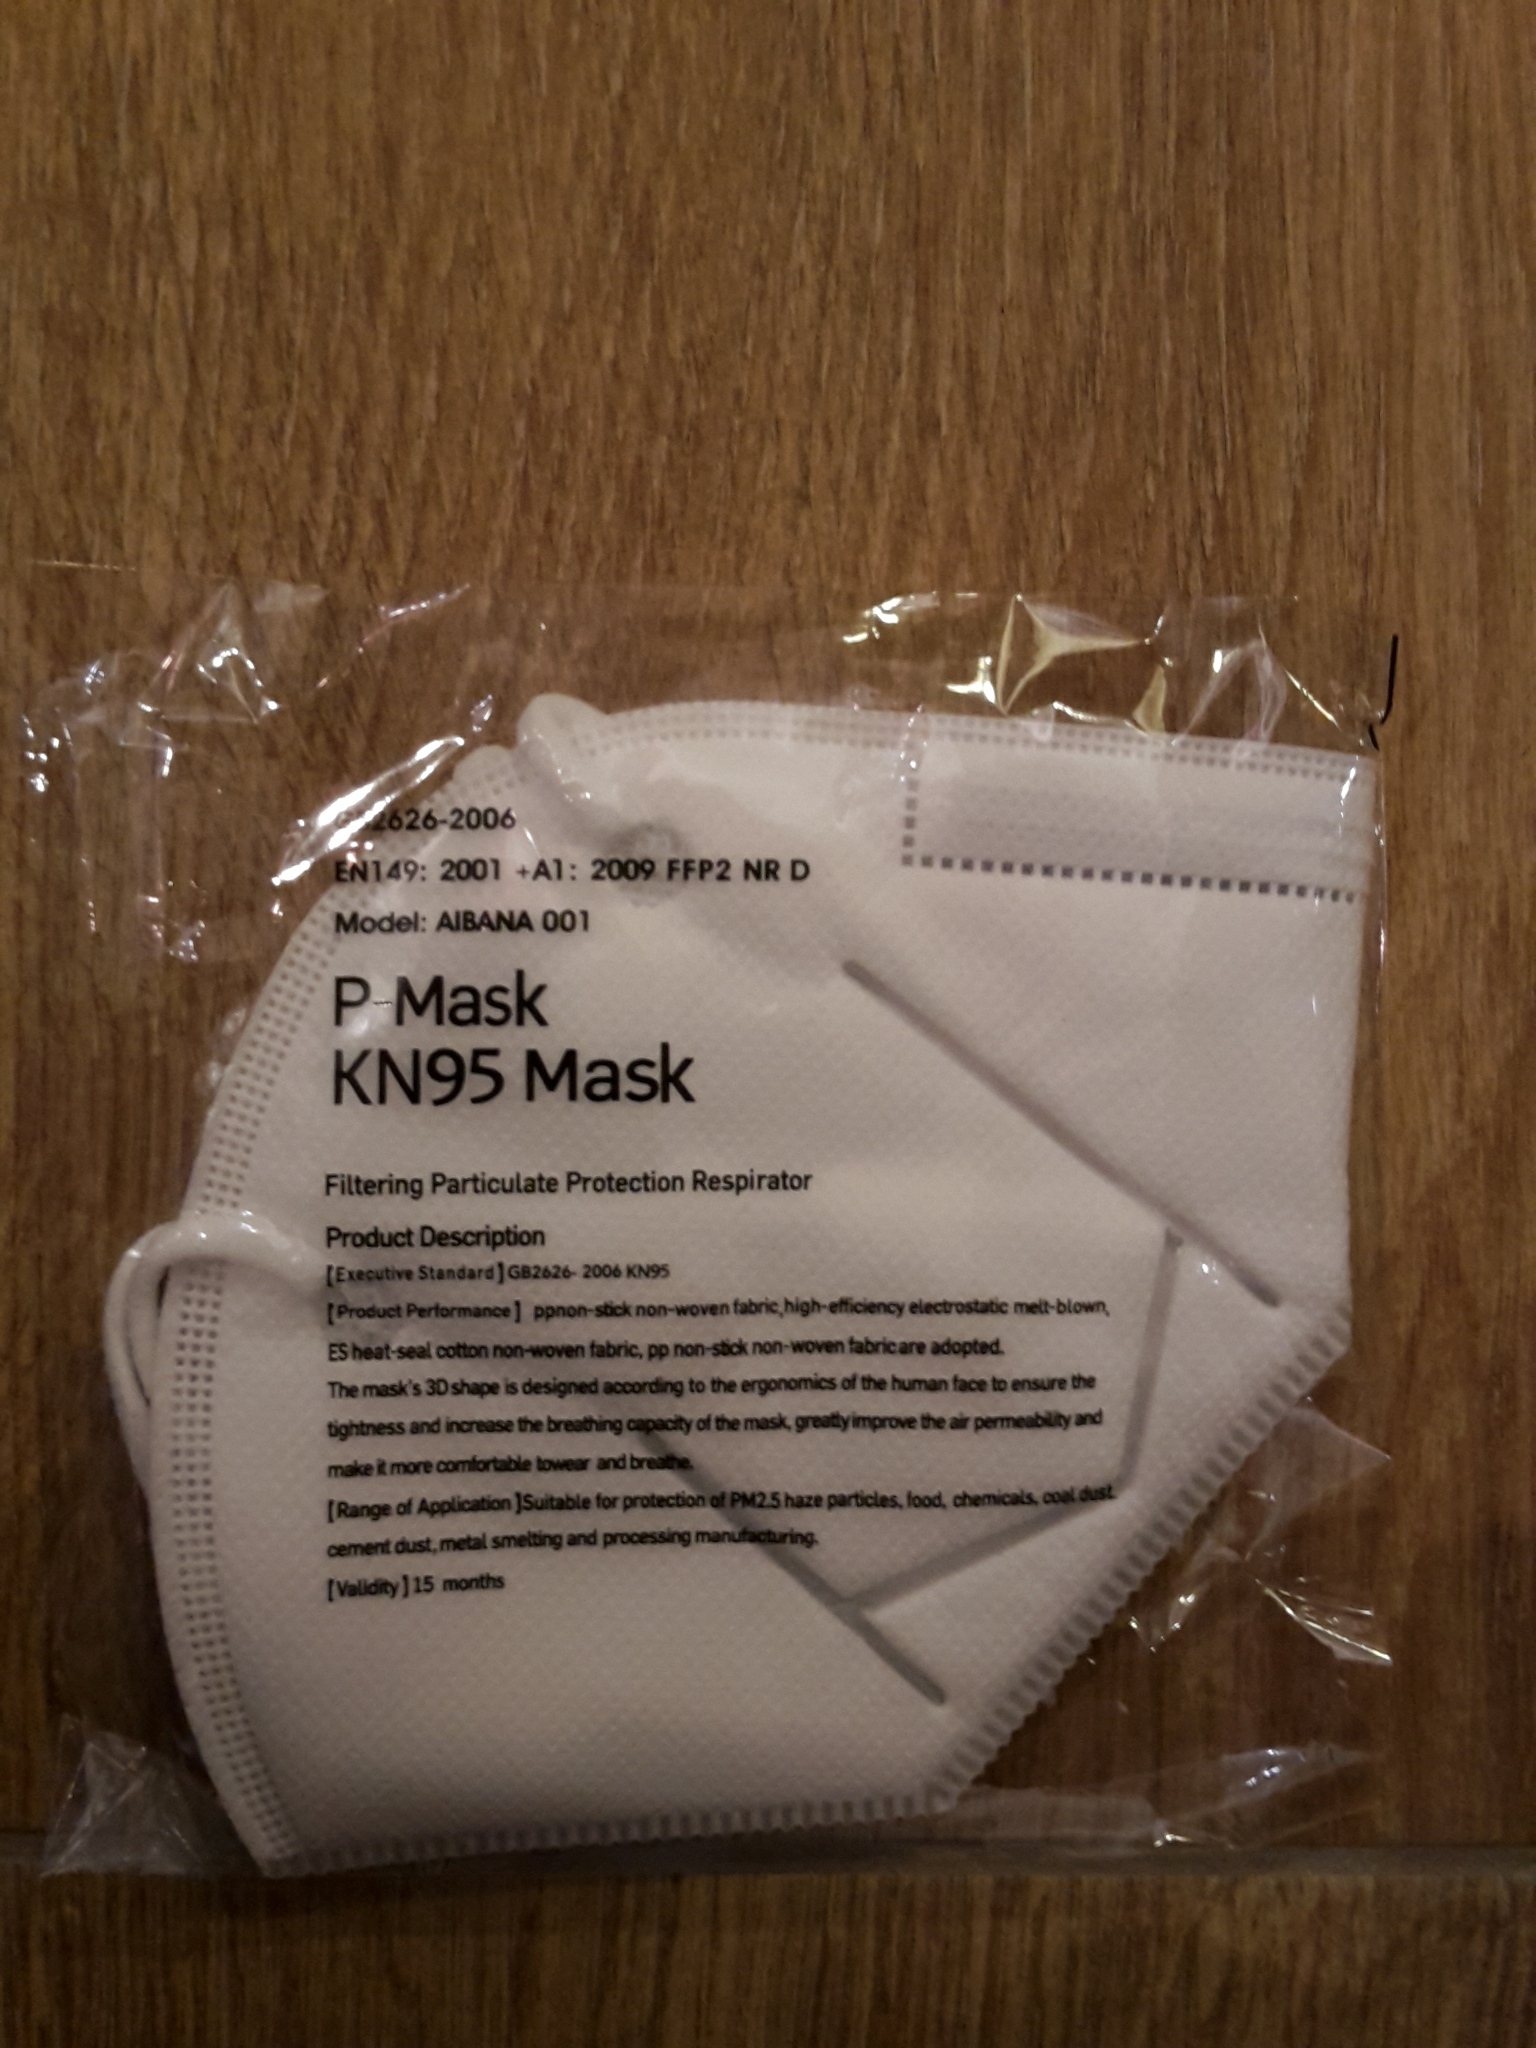 GB2626-2006
EN149: 2001 +A1: 2009 FFP2 NR D
Model: AIBANA 001
P-Mask
KN95 Mask
Filtering Particulate Protection Respirator
Product Description
[Executive Standard]GB2626- 2006 KN95
[Product Performance] ppnon-stick non-woven fabric,high-efficiency electrostatic melt-blown,
ES heat-seal cotton non-woven fabric, pp non-stick non-woven fabricare adopted.
The mask's 3D shape is designed according to the ergonomics of the human face to ensure the
tightness and increase the breathing capacity of the mask, greatly improve the air permeability and
make it more comfortable towear and breathe.
[Range of Application]Suitable for protection of PM2.5 haze particles, food, chemicals, coal dust
cement dust, metal smelting and processing manufacturing.
[Validity]15 months